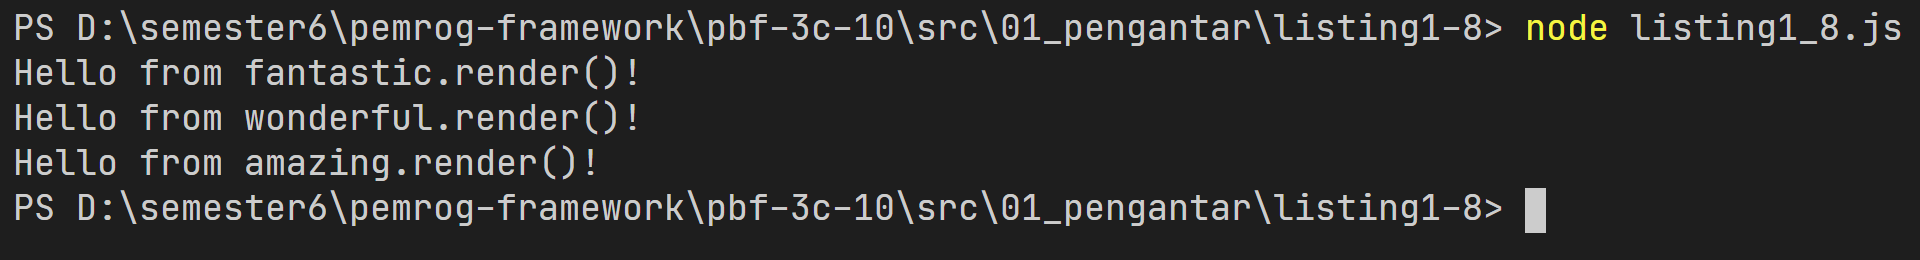 PS D:\semester6\pemrog-framework\pbf-3c-10\src\01_pengantar\listing1-8> node listing1_8.js
Hello from fantastic.render()!
Hello from wonderful.render()!
Hello from amazing.render()!
PS D:\semester6\pemrog-framework\pbf-3c-10\src\01_pengantar\listing1-8>